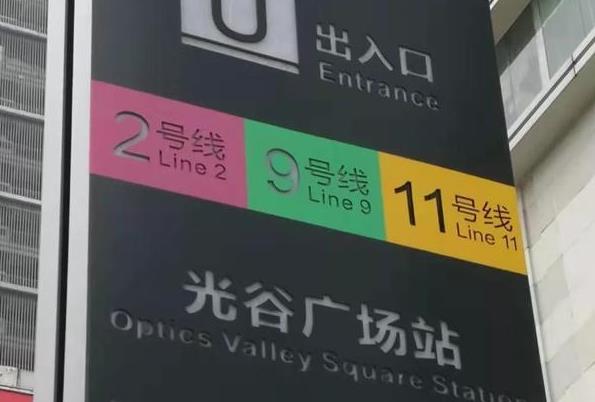 出入口
Entrance
2号线
Line 2
9号线
Line 9
11号线
Line 11
光谷广场站
Optics Valley Square Station